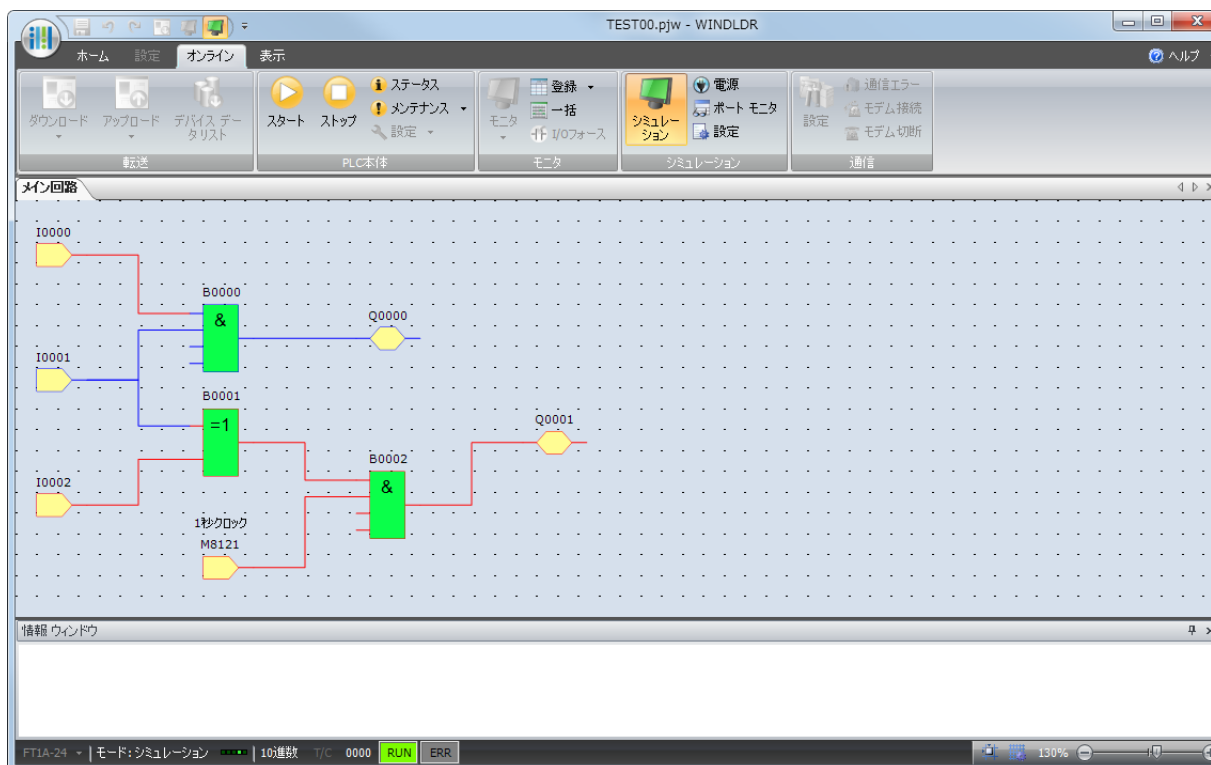 TEST00.pjw - WINDLDR
ホーム 設定 オンライン 表示 ヘルプ
ダウンロード アップロード デバイス データリスト
転送
スタート ストップ ステータス メンテナンス 設定
PLC本体
モニタ 登録 一括 I/Oフォース
モニタ
シミュレーション 電源 ポート モニタ 設定
シミュレーション
設定 通信エラー モデム接続 モデム切断
通信
メイン回路
I0000
B0000
&
Q0000
I0001
B0001
=1
Q0001
B0002
&
I0002
1秒クロック
M8121
情報 ウィンドウ
FT1A-24 モード:シミュレーション 10進数 T/C 0000 RUN ERR 130%